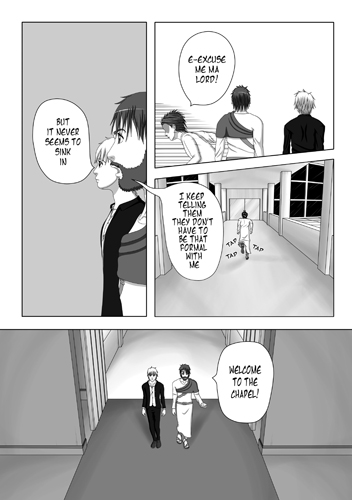 E-EXCUSE
ME MA
LORD!
BUT
IT NEVER
SEEMS TO
SINK
IN
I KEEP
TELLING
THEM
THEY DON'T
HAVE TO
BE THAT
FORMAL
WITH
ME
TAP
TAP
TAP
WELCOME
TO THE
CHAPEL!